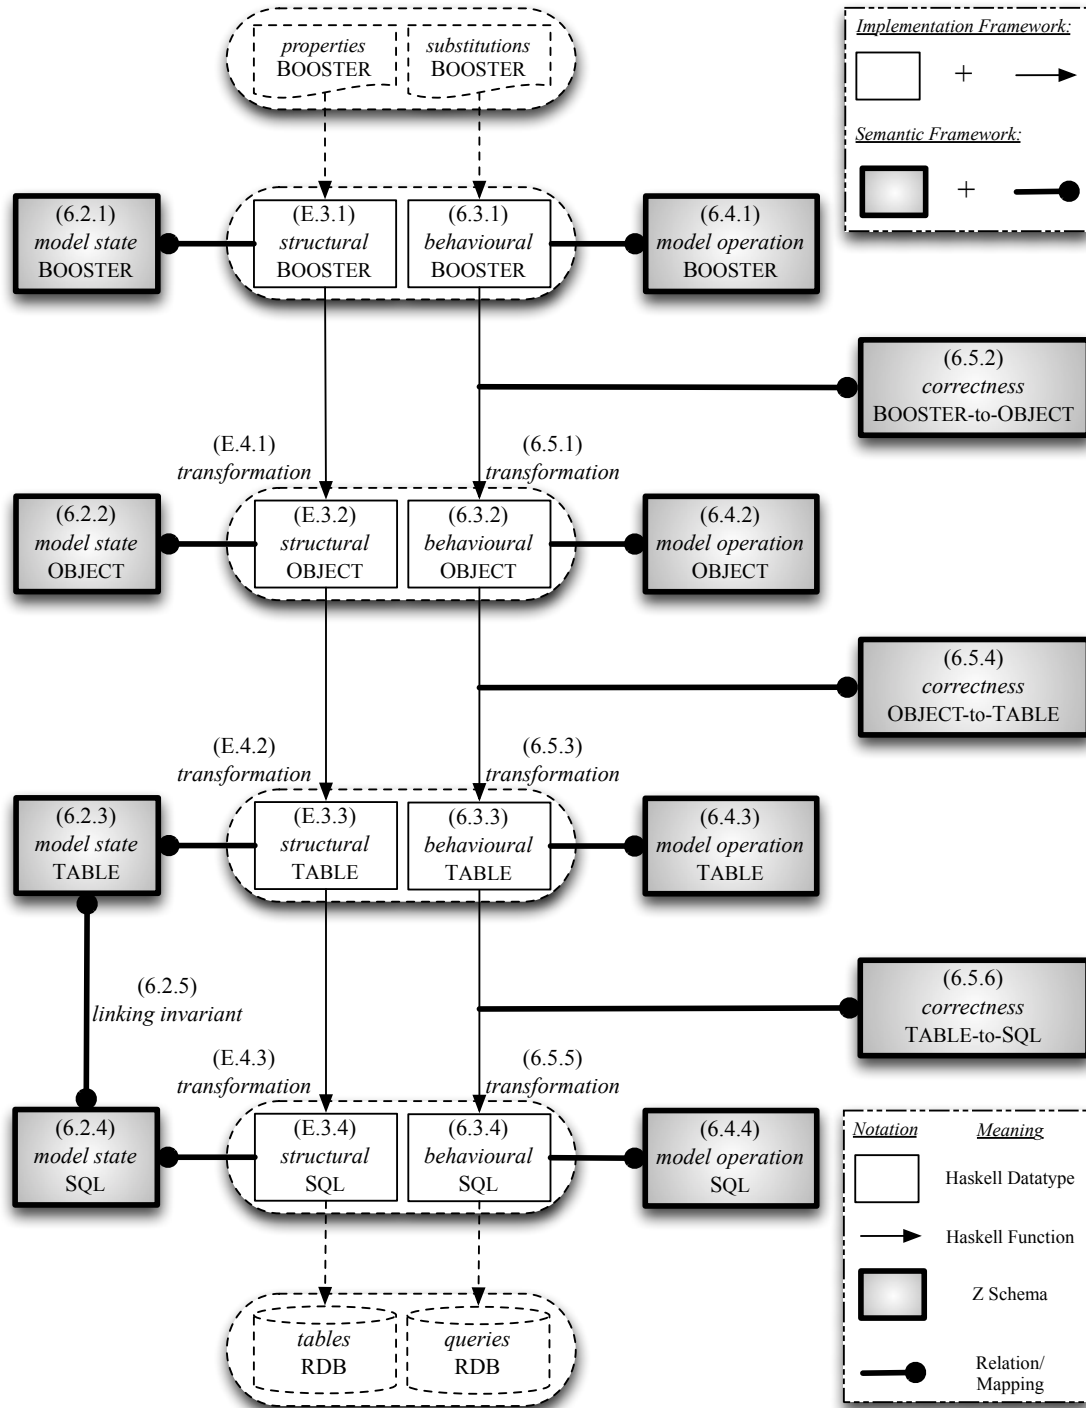 properties
BOOSTER
substitutions
BOOSTER
Implementation Framework:
+
Semantic Framework:
+
(6.2.1)
model state
BOOSTER
(E.3.1)
structural
BOOSTER
(6.3.1)
behavioural
BOOSTER
(6.4.1)
model operation
BOOSTER
(6.5.2)
correctness
BOOSTER-to-OBJECT
(E.4.1)
transformation
(6.5.1)
transformation
(6.2.2)
model state
OBJECT
(E.3.2)
structural
OBJECT
(6.3.2)
behavioural
OBJECT
(6.4.2)
model operation
OBJECT
(6.5.4)
correctness
OBJECT-to-TABLE
(E.4.2)
transformation
(6.5.3)
transformation
(6.2.3)
model state
TABLE
(E.3.3)
structural
TABLE
(6.3.3)
behavioural
TABLE
(6.4.3)
model operation
TABLE
(6.2.5)
linking invariant
(6.5.6)
correctness
TABLE-to-SQL
(E.4.3)
transformation
(6.5.5)
transformation
(6.2.4)
model state
SQL
(E.3.4)
structural
SQL
(6.3.4)
behavioural
SQL
(6.4.4)
model operation
SQL
Notation Meaning
Haskell Datatype
Haskell Function
Z Schema
Relation/
Mapping
tables
RDB
queries
RDB